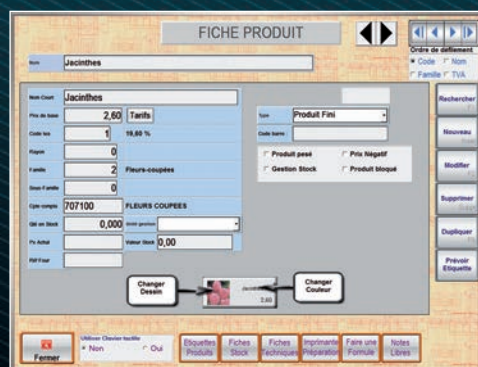 FICHE PRODUIT
Ordre de défilement
Code Nom
Famille TVA
Nom Jacinthes
Nom Court Jacinthes
Prix de base 2,60 Tarifs
Code tva 1 19,60 %
Rayon 0
Famille 2 Fleurs-coupées
Sous-Famille 0
Cpte compta 707100 FLEURS COUPEES
Qté en Stock 0,000 Unité gestion
Px Achat Valeur Stock 0,00
Réf Four
Type Produit Fini
Code barre
Produit pesé Prix Négatif
Gestion Stock Produit bloqué
Changer
Dessin
Jacinthes
2,60
Changer
Couleur
Rechercher
Nouveau
Modifier
Supprimer
Dupliquer
Prévoir
Etiquette
Fermer
Utiliser Clavier tactile
Non Oui
Etiquettes
Produits
Fiches
Stock
Fiches
Techniques
Imprimante
Préparation
Faire une
Formule
Notes
Libres